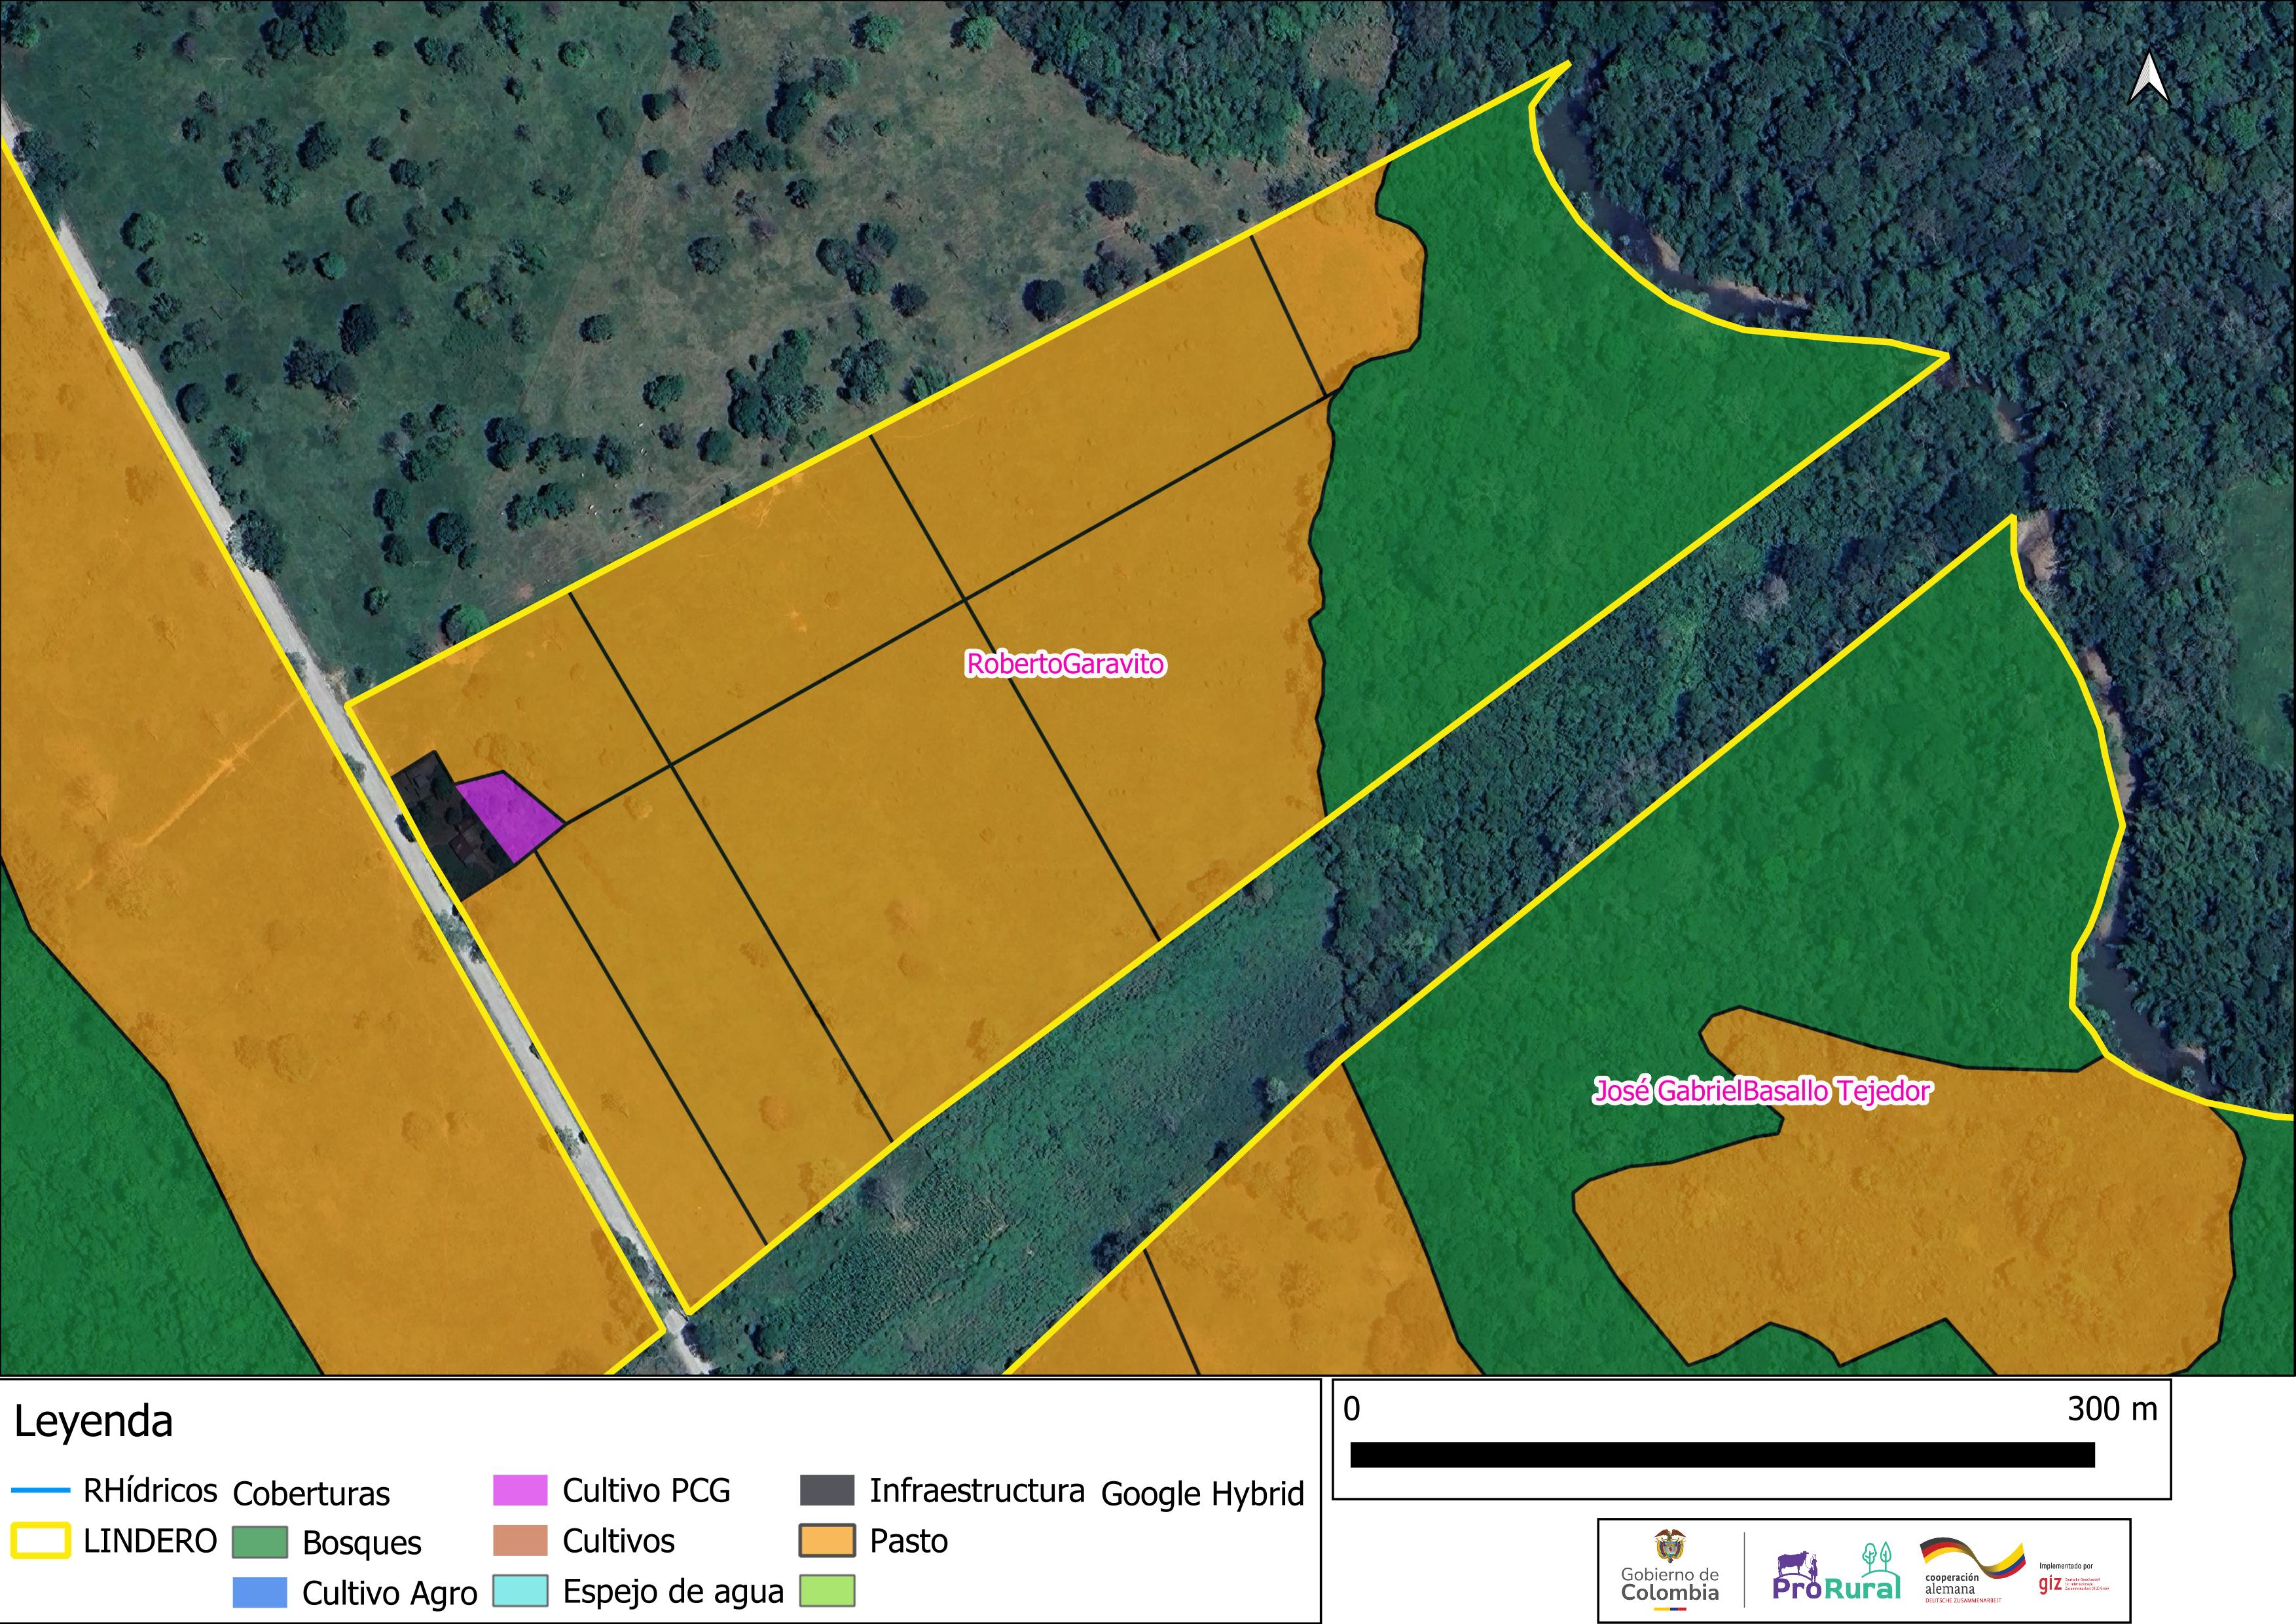 RobertoGaravito
José GabrielBasallo Tejedor
Leyenda
RHídricos
LINDERO
Coberturas
Bosques
Cultivo Agro
Cultivo PCG
Cultivos
Espejo de agua
Infraestructura
Pasto
Google Hybrid
0 300 m
Gobierno de
Colombia
ProRural
cooperación
alemana
DEUTSCHE ZUSAMMENARBEIT
Implementado por
giz